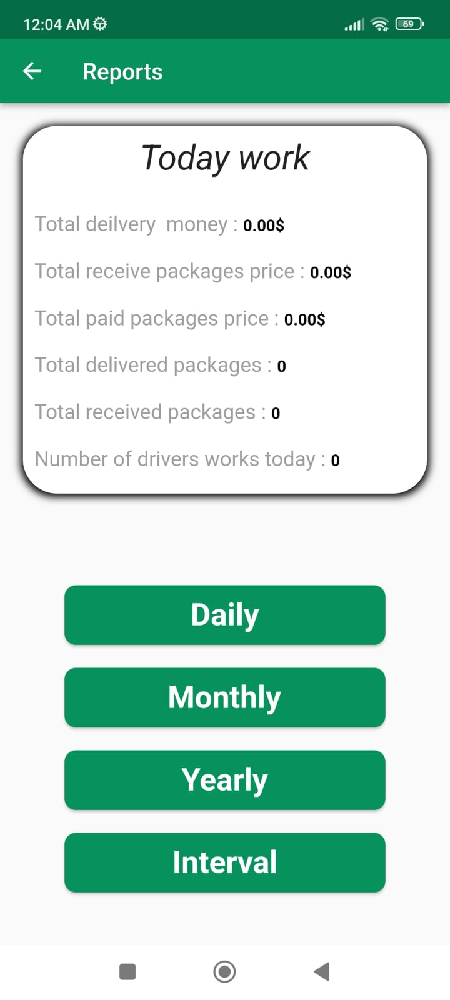 12:04 AM
69
Reports
Today work
Total deilvery  money : 0.00$
Total receive packages price : 0.00$
Total paid packages price : 0.00$
Total delivered packages : 0
Total received packages : 0
Number of drivers works today : 0
Daily
Monthly
Yearly
Interval